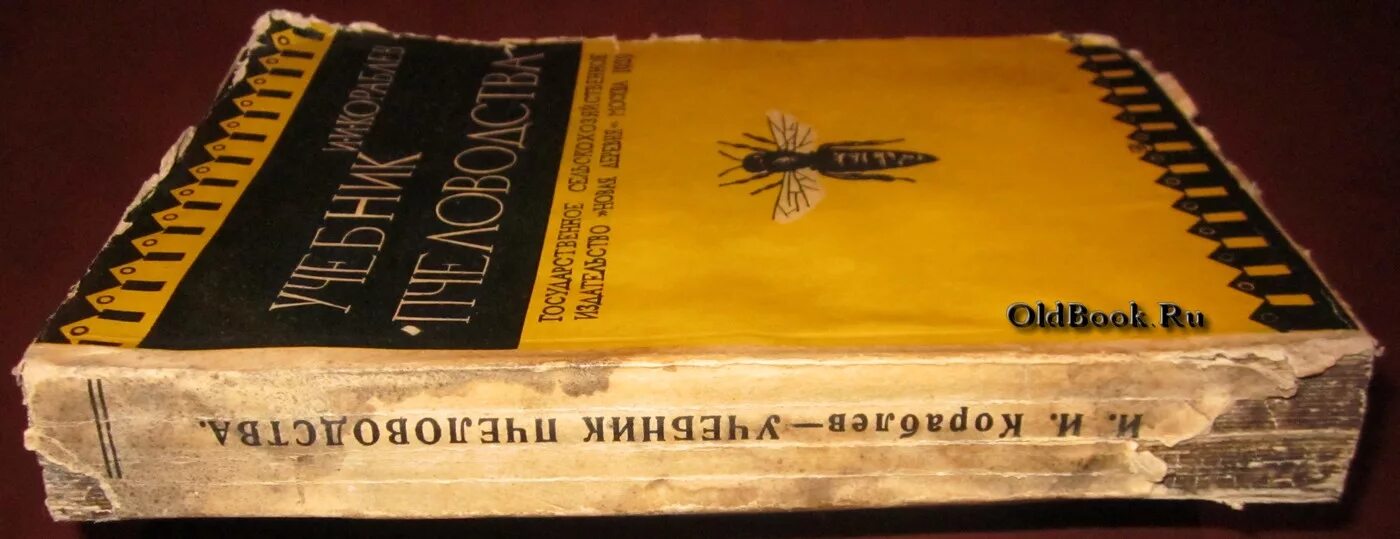 И.И.КОРАБЛЕВ
УЧЕБНИК
·ПЧЕЛОВОДСТВА·
ГОСУДАРСТВЕННОЕ СЕЛЬСКОХОЗЯЙСТВЕННОЕ
ИЗДАТЕЛЬСТВО »НОВАЯ ДЕРЕВНЯ« МОСКВА
И. И. Кораблев—УЧЕБНИК ПЧЕЛОВОДСТВА.
OldBook.Ru